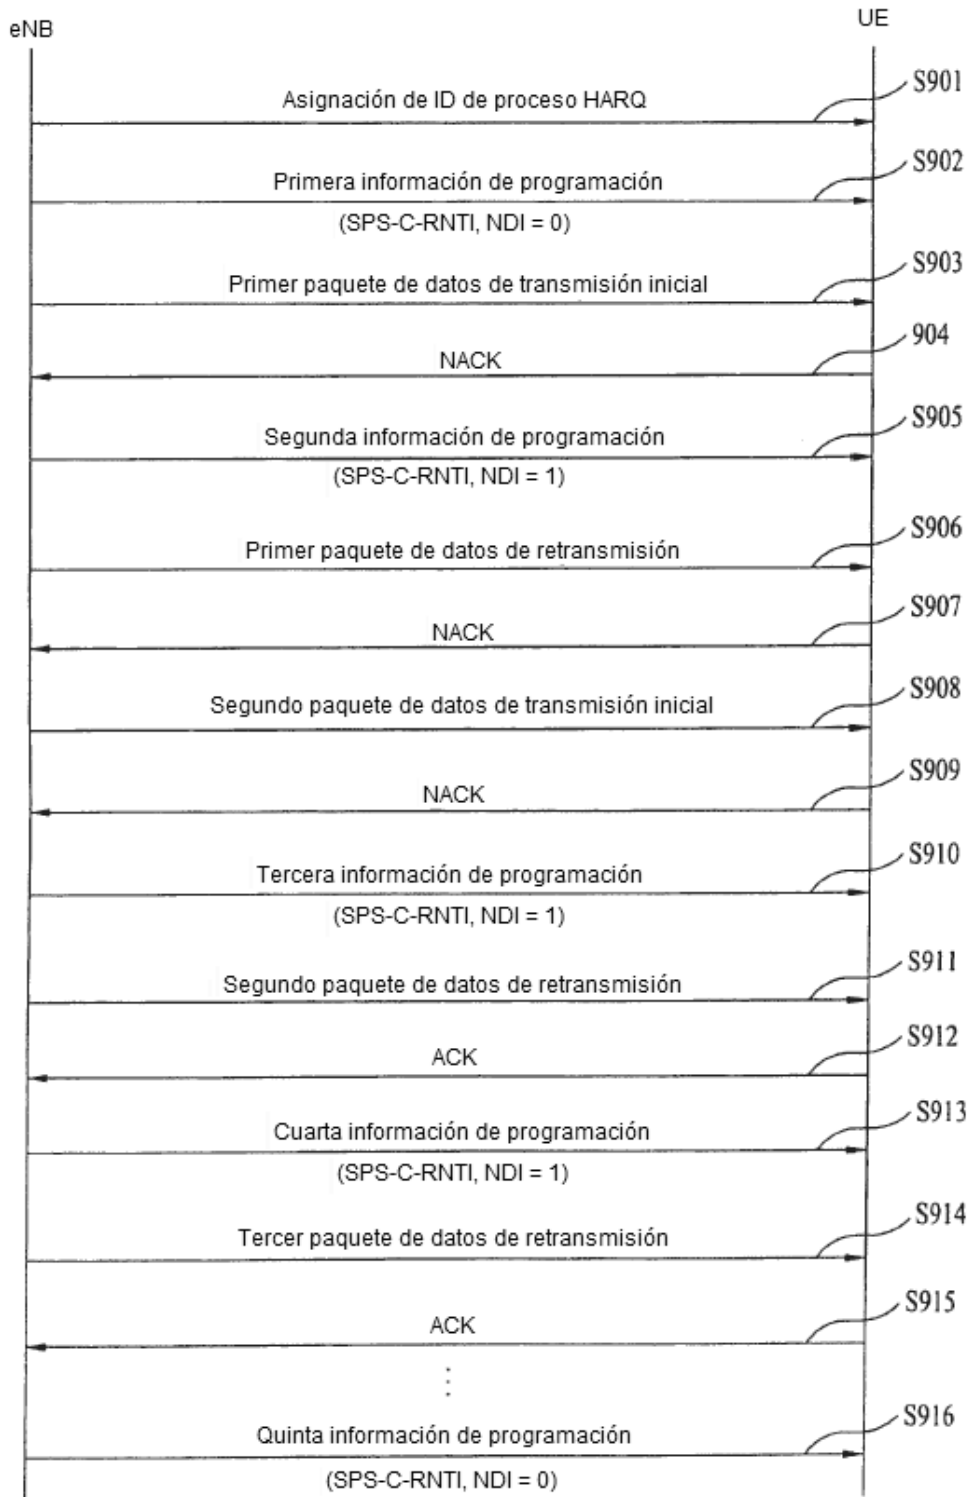 eNB
UE
S901
Asignación de ID de proceso HARQ
S902
Primera información de programación
(SPS-C-RNTI, NDI = 0)
S903
Primer paquete de datos de transmisión inicial
904
NACK
S905
Segunda información de programación
(SPS-C-RNTI, NDI = 1)
S906
Primer paquete de datos de retransmisión
S907
NACK
S908
Segundo paquete de datos de transmisión inicial
S909
NACK
S910
Tercera información de programación
(SPS-C-RNTI, NDI = 1)
S911
Segundo paquete de datos de retransmisión
S912
ACK
S913
Cuarta información de programación
(SPS-C-RNTI, NDI = 1)
S914
Tercer paquete de datos de retransmisión
S915
ACK
S916
Quinta información de programación
(SPS-C-RNTI, NDI = 0)